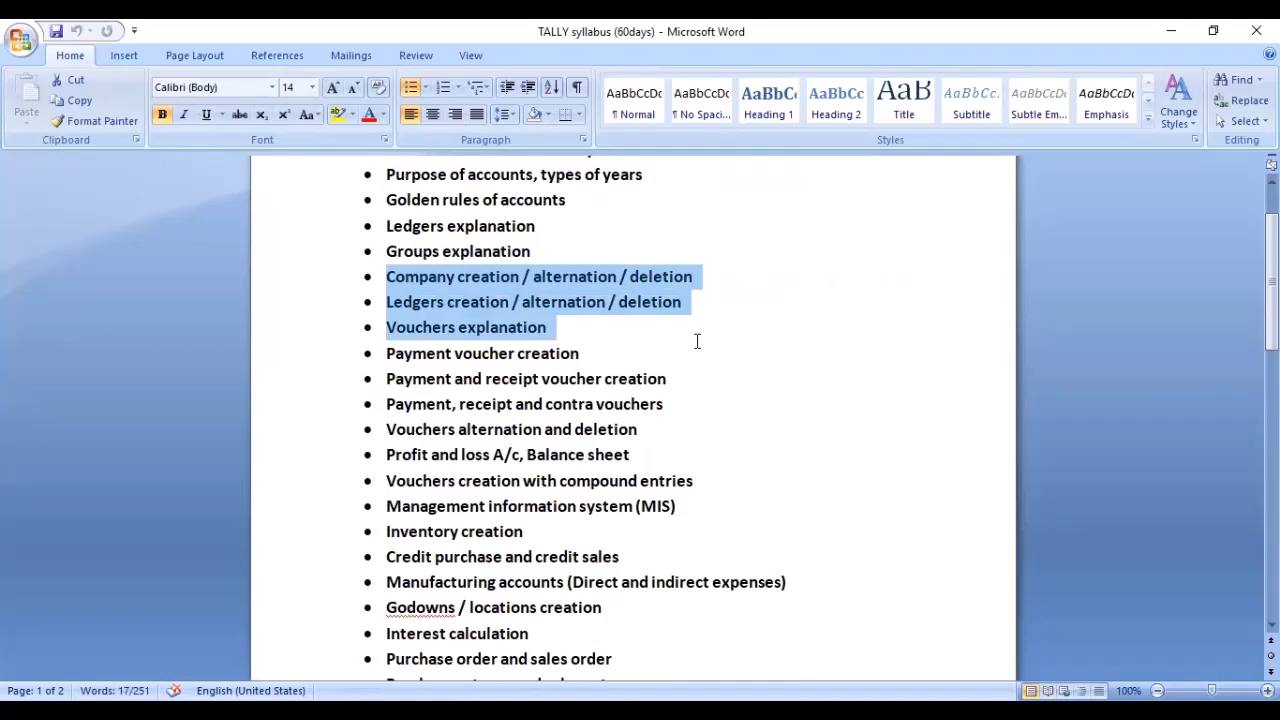 TALLY syllabus (60days) - Microsoft Word
Home Insert Page Layout References Mailings Review View
Cut
Copy
Format Painter
Paste
Clipboard
Calibri (Body) 14
Font
Paragraph
AaBbCcDc AaBbCcDc AaBbC( AaBbCc AaB AaBbCc. AaBbCcDc AaBbCcDc
¶ Normal ¶ No Spaci... Heading 1 Heading 2 Title Subtitle Subtle Em... Emphasis
Change Styles
Styles
Find
Replace
Select
Editing
• Purpose of accounts, types of years
• Golden rules of accounts
• Ledgers explanation
• Groups explanation
• Company creation / alternation / deletion
• Ledgers creation / alternation / deletion
• Vouchers explanation
• Payment voucher creation
• Payment and receipt voucher creation
• Payment, receipt and contra vouchers
• Vouchers alternation and deletion
• Profit and loss A/c, Balance sheet
• Vouchers creation with compound entries
• Management information system (MIS)
• Inventory creation
• Credit purchase and credit sales
• Manufacturing accounts (Direct and indirect expenses)
• Godowns / locations creation
• Interest calculation
• Purchase order and sales order
Page: 1 of 2 Words: 17/251 English (United States) 100%